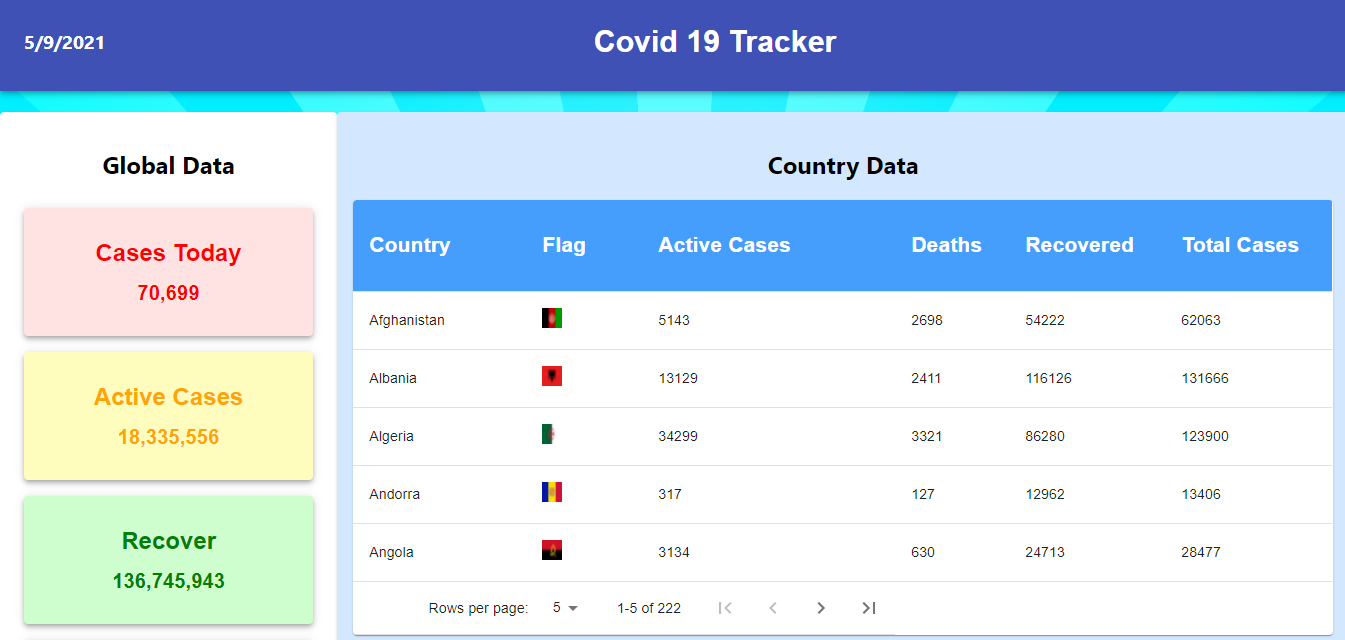 5/9/2021
Covid 19 Tracker
Global Data
Cases Today
70,699
Active Cases
18,335,556
Recover
136,745,943
Country Data
Country Flag Active Cases Deaths Recovered Total Cases
Afghanistan 5143 2698 54222 62063
Albania 13129 2411 116126 131666
Algeria 34299 3321 86280 123900
Andorra 317 127 12962 13406
Angola 3134 630 24713 28477
Rows per page: 5 1-5 of 222